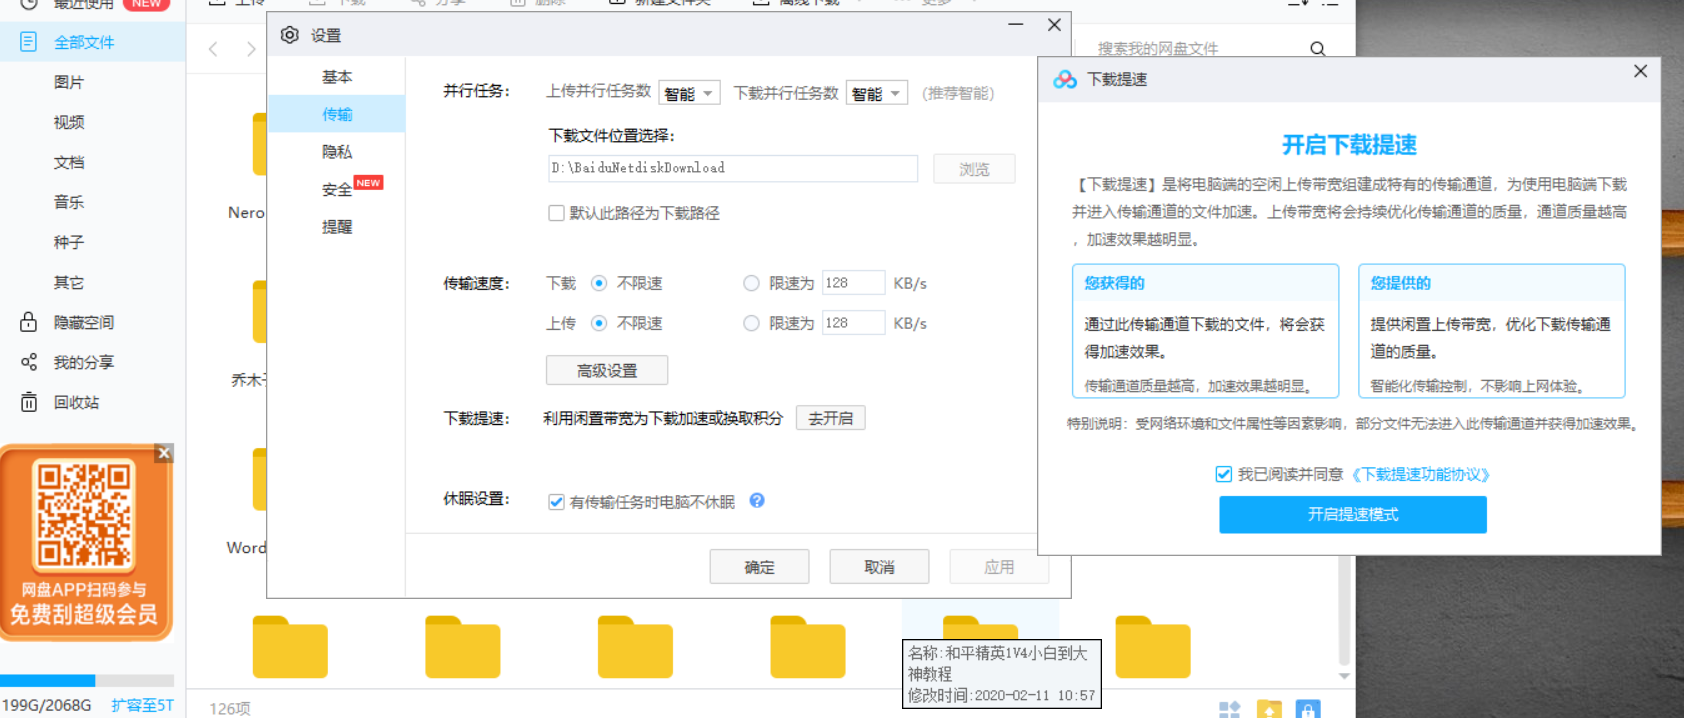 最近使用
NEW
上传
下载
分享
删除
新建文件夹
离线下载
更多
全部文件
图片
视频
文档
音乐
种子
其它
隐藏空间
我的分享
回收站
网盘APP扫码参与
免费刮超级会员
199G/2068G 扩容至5T
搜索我的网盘文件
Nero
乔木
Word
126项
设置
基本
传输
隐私
安全 NEW
提醒
并行任务: 上传并行任务数 智能 下载并行任务数 智能 (推荐智能)
下载文件位置选择:
D:\BaiduNetdiskDownload 浏览
默认此路径为下载路径
传输速度: 下载 不限速 限速为 128 KB/s
上传 不限速 限速为 128 KB/s
高级设置
下载提速: 利用闲置带宽为下载加速或换取积分 去开启
休眠设置: 有传输任务时电脑不休眠 ?
确定 取消 应用
名称:和平精英1V4小白到大
神教程
修改时间:2020-02-11 10:57
下载提速
开启下载提速
【下载提速】是将电脑端的空闲上传带宽组建成特有的传输通道，为使用电脑端下载
并进入传输通道的文件加速。上传带宽将会持续优化传输通道的质量，通道质量越高
，加速效果越明显。
您获得的
通过此传输通道下载的文件，将会获
得加速效果。
传输通道质量越高，加速效果越明显。
您提供的
提供闲置上传带宽，优化下载传输通
道的质量。
智能化传输控制，不影响上网体验。
特别说明：受网络环境和文件属性等因素影响，部分文件无法进入此传输通道并获得加速效果。
我已阅读并同意《下载提速功能协议》
开启提速模式